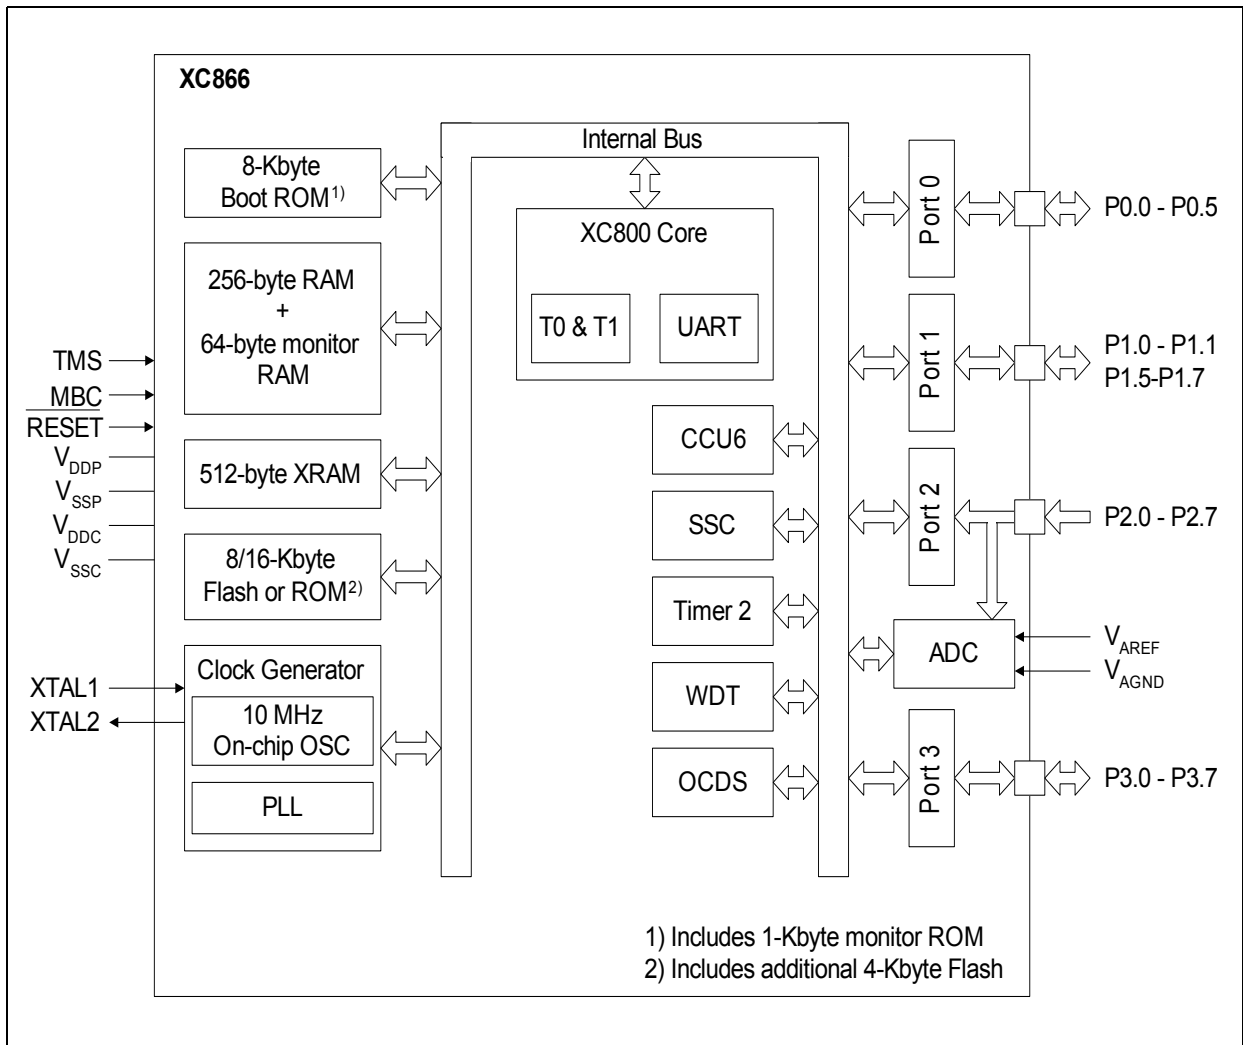 XC866
Internal Bus
8-Kbyte
Boot ROM1)
256-byte RAM
+
64-byte monitor
RAM
512-byte XRAM
8/16-Kbyte
Flash or ROM2)
Clock Generator
10 MHz
On-chip OSC
PLL
TMS
MBC
RESET
VDDP
VSSP
VDDC
VSSC
XTAL1
XTAL2
XC800 Core
T0 & T1
UART
CCU6
SSC
Timer 2
WDT
OCDS
Port 0
Port 1
Port 2
ADC
Port 3
P0.0 - P0.5
P1.0 - P1.1
P1.5-P1.7
P2.0 - P2.7
VAREF
VAGND
P3.0 - P3.7
1) Includes 1-Kbyte monitor ROM
2) Includes additional 4-Kbyte Flash